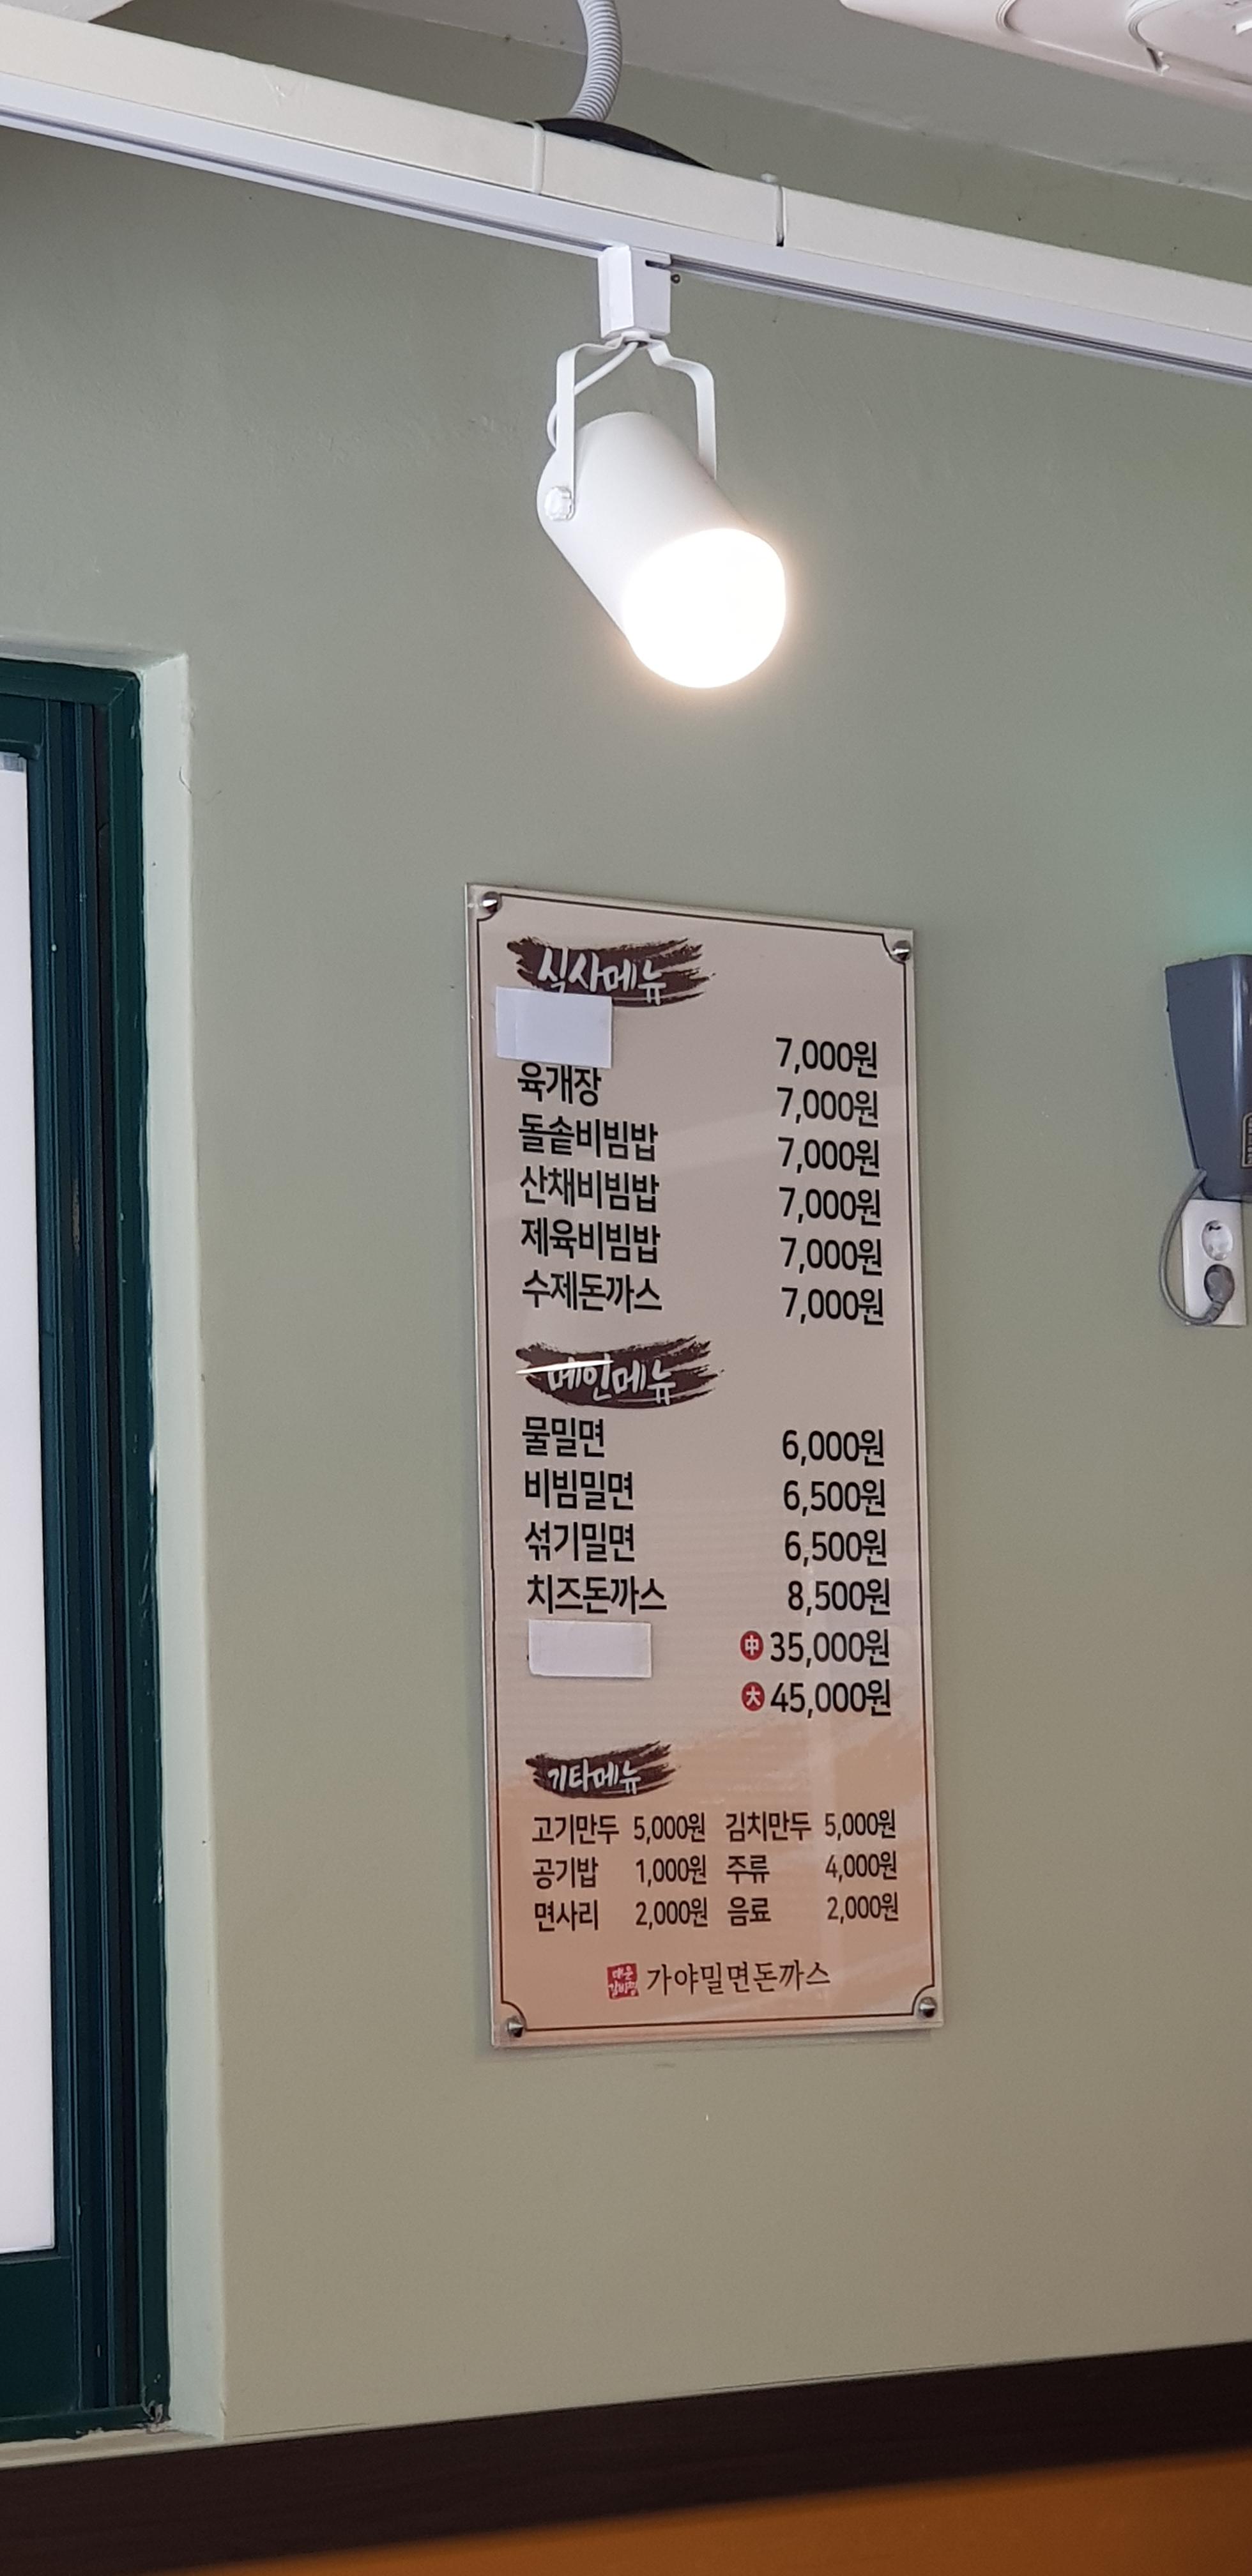 식사메뉴
7,000원
육개장 7,000원
돌솥비빔밥 7,000원
산채비빔밥 7,000원
제육비빔밥 7,000원
수제돈까스 7,000원
메인메뉴
물밀면 6,000원
비빔밀면 6,500원
섞기밀면 6,500원
치즈돈까스 8,500원
中 35,000원
大 45,000원
기타메뉴
고기만두 5,000원 김치만두 5,000원
공기밥 1,000원 주류 4,000원
면사리 2,000원 음료 2,000원
가야밀면돈까스